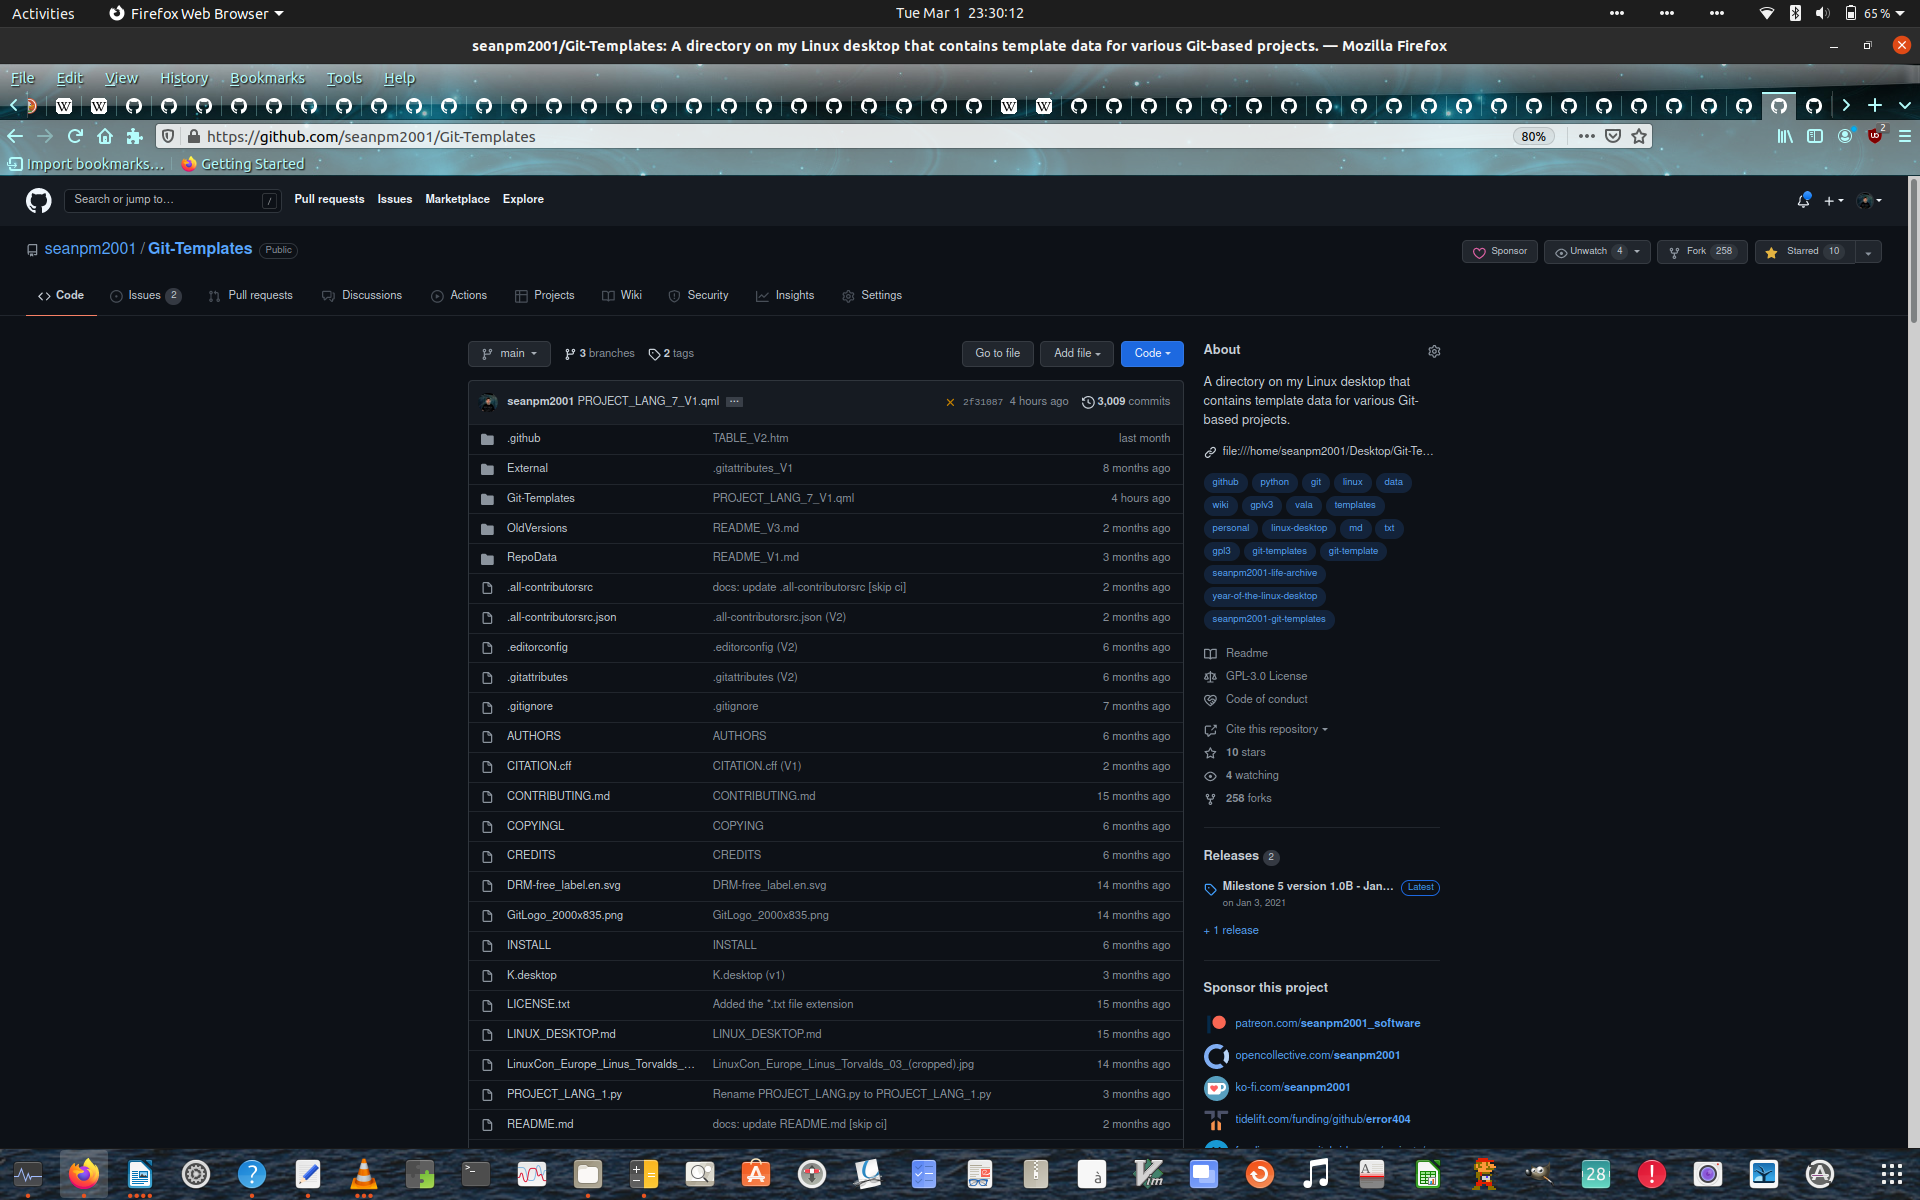 Activities Firefox Web Browser Tue Mar 1 23:30:12 65 %
seanpm2001/Git-Templates: A directory on my Linux desktop that contains template data for various Git-based projects. — Mozilla Firefox
File Edit View History Bookmarks Tools Help
https://github.com/seanpm2001/Git-Templates 80% 2
Import bookmarks… Getting Started
Search or jump to… / Pull requests Issues Marketplace Explore
seanpm2001 / Git-Templates Public Sponsor Unwatch 4 Fork 258 Starred 10
Code Issues 2 Pull requests Discussions Actions Projects Wiki Security Insights Settings
main 3 branches 2 tags Go to file Add file Code
seanpm2001 PROJECT_LANG_7_V1.qml 2f31087 4 hours ago 3,009 commits
.github TABLE_V2.htm last month
External .gitattributes_V1 8 months ago
Git-Templates PROJECT_LANG_7_V1.qml 4 hours ago
OldVersions README_V3.md 2 months ago
RepoData README_V1.md 3 months ago
.all-contributorsrc docs: update .all-contributorsrc [skip ci] 2 months ago
.all-contributorsrc.json .all-contributorsrc.json (V2) 2 months ago
.editorconfig .editorconfig (V2) 6 months ago
.gitattributes .gitattributes (V2) 6 months ago
.gitignore .gitignore 7 months ago
AUTHORS AUTHORS 6 months ago
CITATION.cff CITATION.cff (V1) 2 months ago
CONTRIBUTING.md CONTRIBUTING.md 15 months ago
COPYINGL COPYING 6 months ago
CREDITS CREDITS 6 months ago
DRM-free_label.en.svg DRM-free_label.en.svg 14 months ago
GitLogo_2000x835.png GitLogo_2000x835.png 14 months ago
INSTALL INSTALL 6 months ago
K.desktop K.desktop (v1) 3 months ago
LICENSE.txt Added the *.txt file extension 15 months ago
LINUX_DESKTOP.md LINUX_DESKTOP.md 15 months ago
LinuxCon_Europe_Linus_Torvalds_... LinuxCon_Europe_Linus_Torvalds_03_(cropped).jpg 14 months ago
PROJECT_LANG_1.py Rename PROJECT_LANG.py to PROJECT_LANG_1.py 3 months ago
README.md docs: update README.md [skip ci] 2 months ago
About
A directory on my Linux desktop that
contains template data for various Git-
based projects.
file:///home/seanpm2001/Desktop/Git-Te…
github python git linux data
wiki gplv3 vala templates
personal linux-desktop md txt
gpl3 git-templates git-template
seanpm2001-life-archive
year-of-the-linux-desktop
seanpm2001-git-templates
Readme
GPL-3.0 License
Code of conduct
Cite this repository
10 stars
4 watching
258 forks
Releases 2
Milestone 5 version 1.0B - Jan... Latest
on Jan 3, 2021
+ 1 release
Sponsor this project
patreon.com/seanpm2001_software
opencollective.com/seanpm2001
ko-fi.com/seanpm2001
tidelift.com/funding/github/error404
28